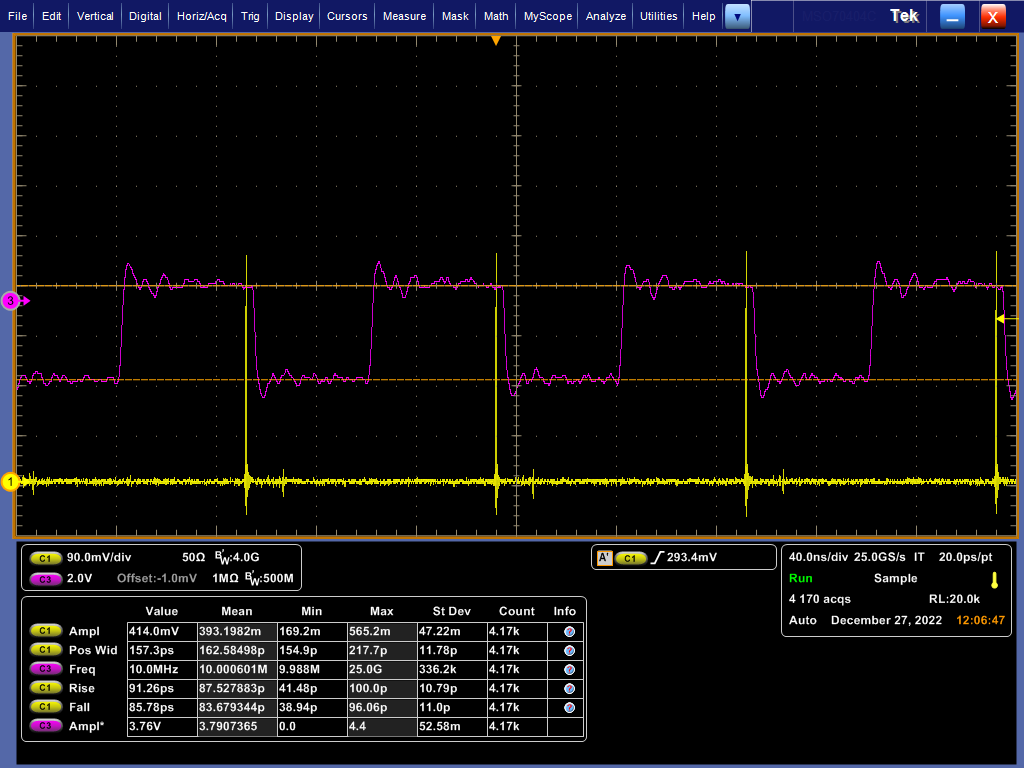 File Edit Vertical Digital Horiz/Acq Trig Display Cursors Measure Mask Math MyScope Analyze Utilities Help Tek X
3
1
C1 90.0mV/div 50Ω BW:4.0G
C3 2.0V Offset:-1.0mV 1MΩ BW:500M
A' C1 293.4mV
40.0ns/div 25.0GS/s IT 20.0ps/pt
Run Sample
4 170 acqs RL:20.0k
Auto December 27, 2022 12:06:47
Value Mean Min Max St Dev Count Info
C1 Ampl 414.0mV 393.1982m 169.2m 565.2m 47.22m 4.17k
C1 Pos Wid 157.3ps 162.58498p 154.9p 217.7p 11.78p 4.17k
C3 Freq 10.0MHz 10.000601M 9.988M 25.0G 336.2k 4.17k
C1 Rise 91.26ps 87.527883p 41.48p 100.0p 10.79p 4.17k
C1 Fall 85.78ps 83.679344p 38.94p 96.06p 11.0p 4.17k
C3 Ampl* 3.76V 3.7907365 0.0 4.4 52.58m 4.17k